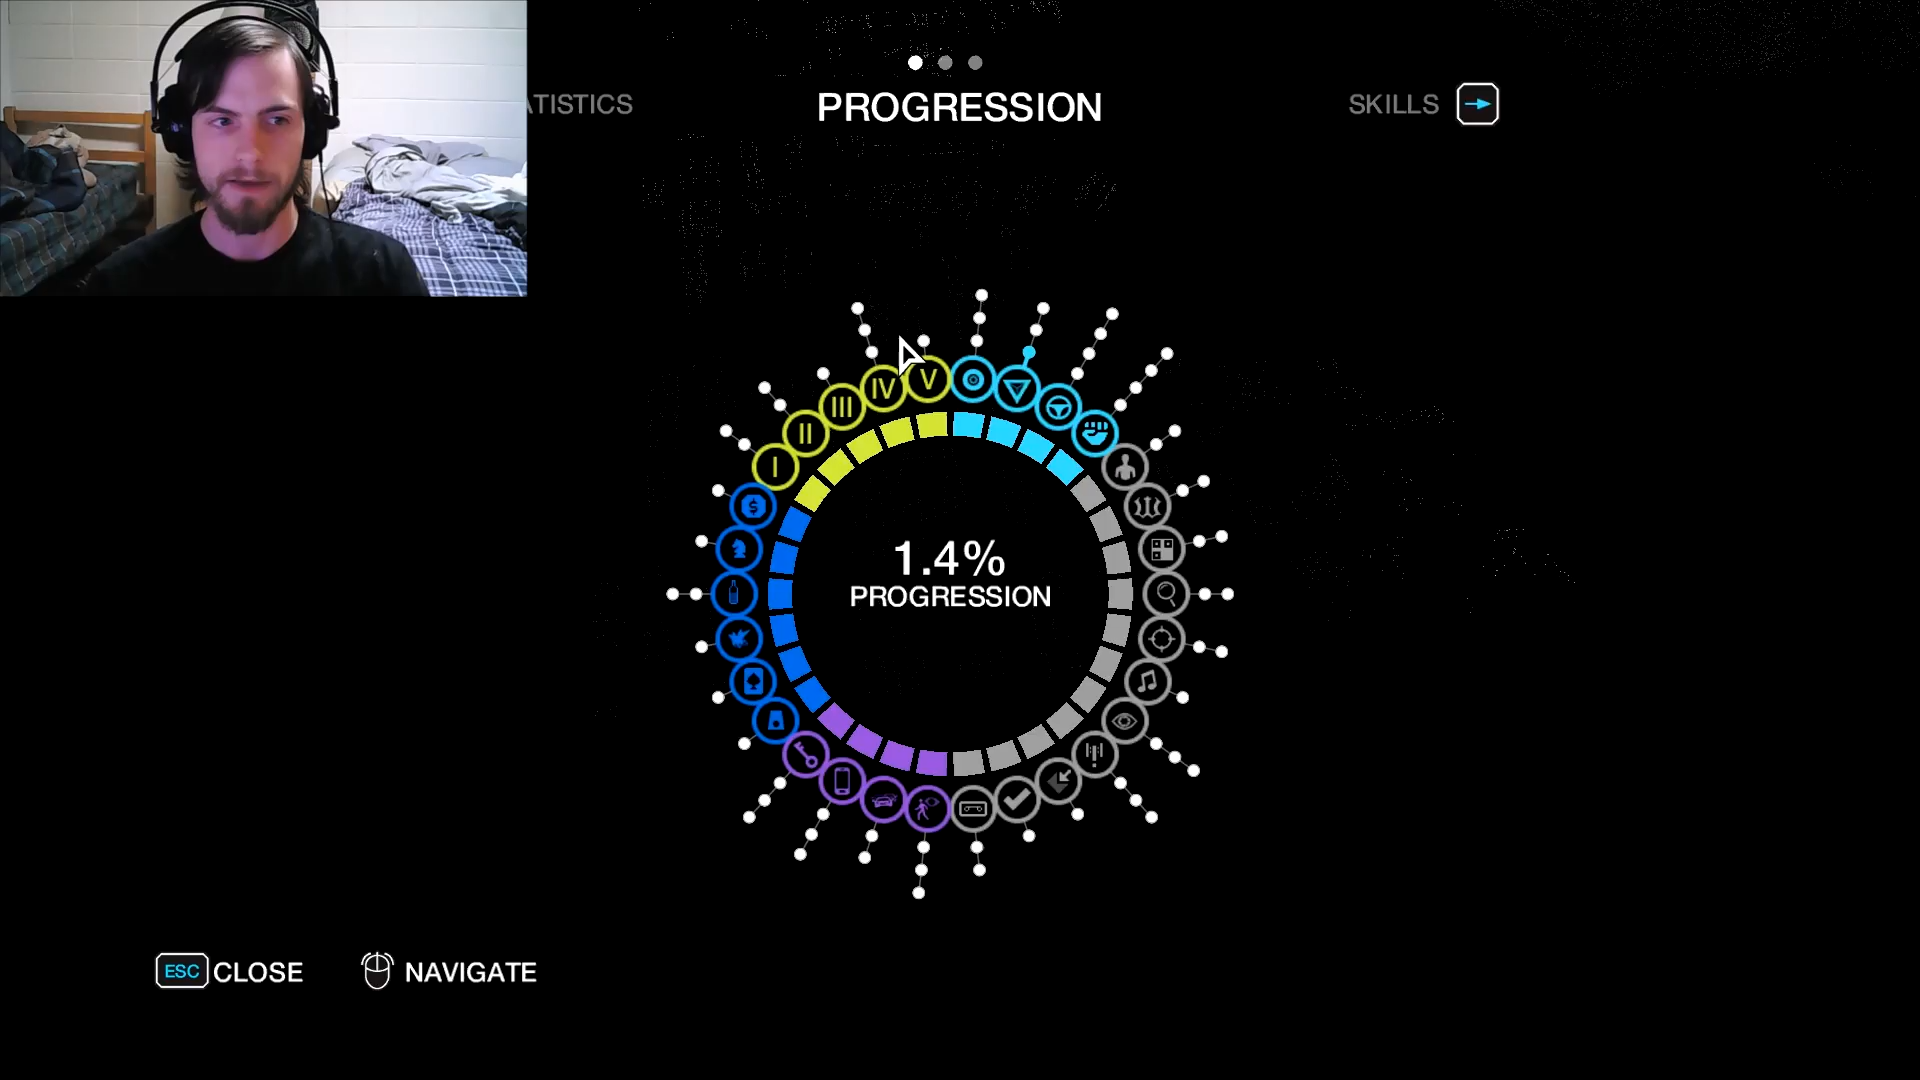 ATISTICS
PROGRESSION
SKILLS
I
II
III
IV
V
$
1.4%
PROGRESSION
ESC CLOSE
NAVIGATE